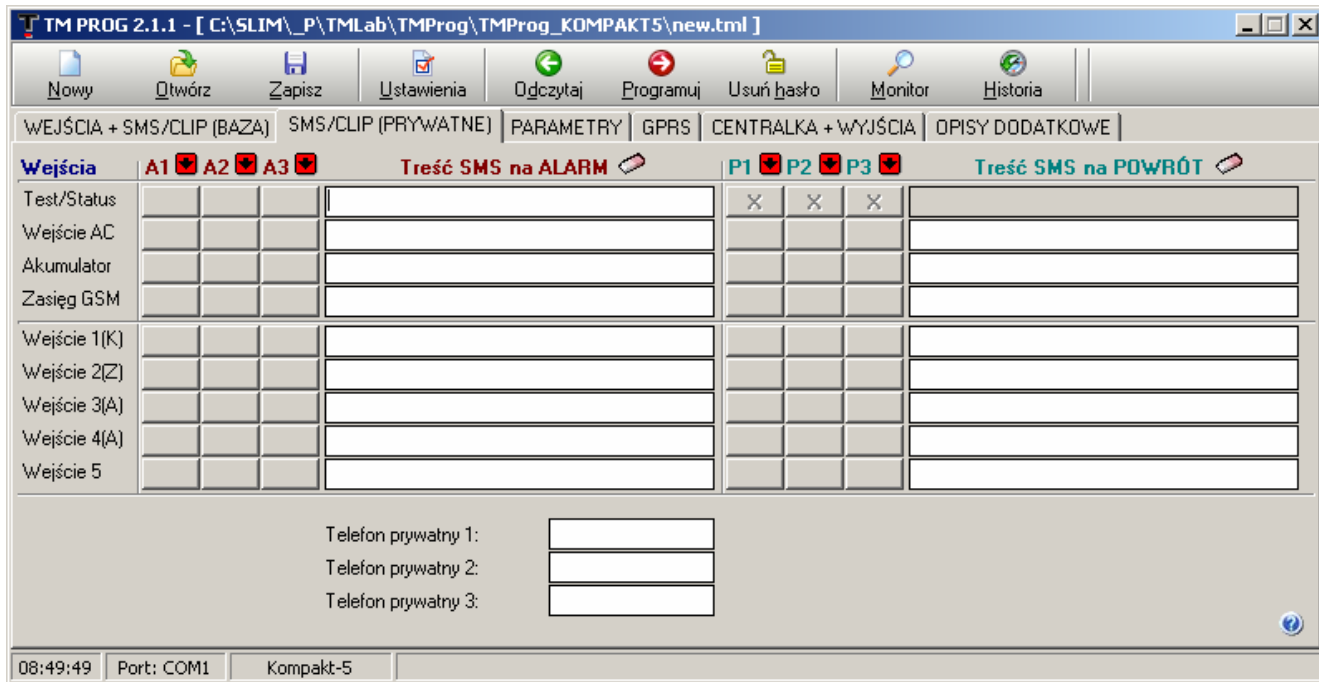 TM PROG 2.1.1 - [ C:\SLIM\_P\TMLab\TMProg\TMProg_KOMPAKT5\new.tml ]
Nowy Otwórz Zapisz Ustawienia Odczytaj Programuj Usuń hasło Monitor Historia
WEJŚCIA + SMS/CLIP (BAZA) SMS/CLIP (PRYWATNE) PARAMETRY GPRS CENTRALKA + WYJŚCIA OPISY DODATKOWE
Wejścia A1 A2 A3 Treść SMS na ALARM P1 P2 P3 Treść SMS na POWRÓT
Test/Status X X X
Wejście AC
Akumulator
Zasięg GSM
Wejście 1(K)
Wejście 2(Z)
Wejście 3(A)
Wejście 4(A)
Wejście 5
Telefon prywatny 1:
Telefon prywatny 2:
Telefon prywatny 3:
08:49:49 Port: COM1 Kompakt-5